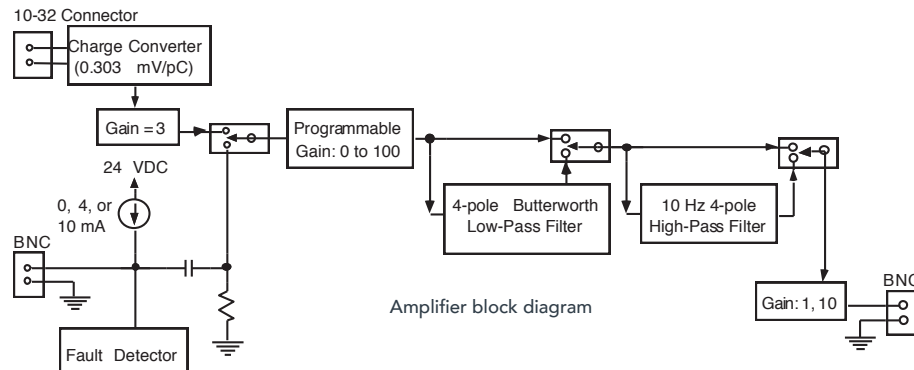 10-32 Connector
Charge Converter
(0.303 mV/pC)
Gain = 3
Programmable
Gain: 0 to 100
24 VDC
0, 4, or
10 mA
4-pole Butterworth
Low-Pass Filter
10 Hz 4-pole
High-Pass Filter
BNC
Amplifier block diagram
Gain: 1, 10
BNC
Fault Detector